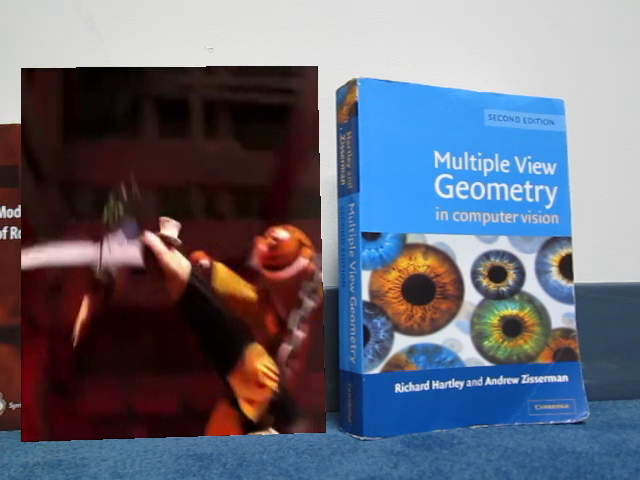 Mod
of Ro
SECOND EDITION
Multiple View
Geometry
in computer vision
Richard Hartley and Andrew Zisserman
CAMBRIDGE
Hartley and
Zisserman
Multiple View Geometry